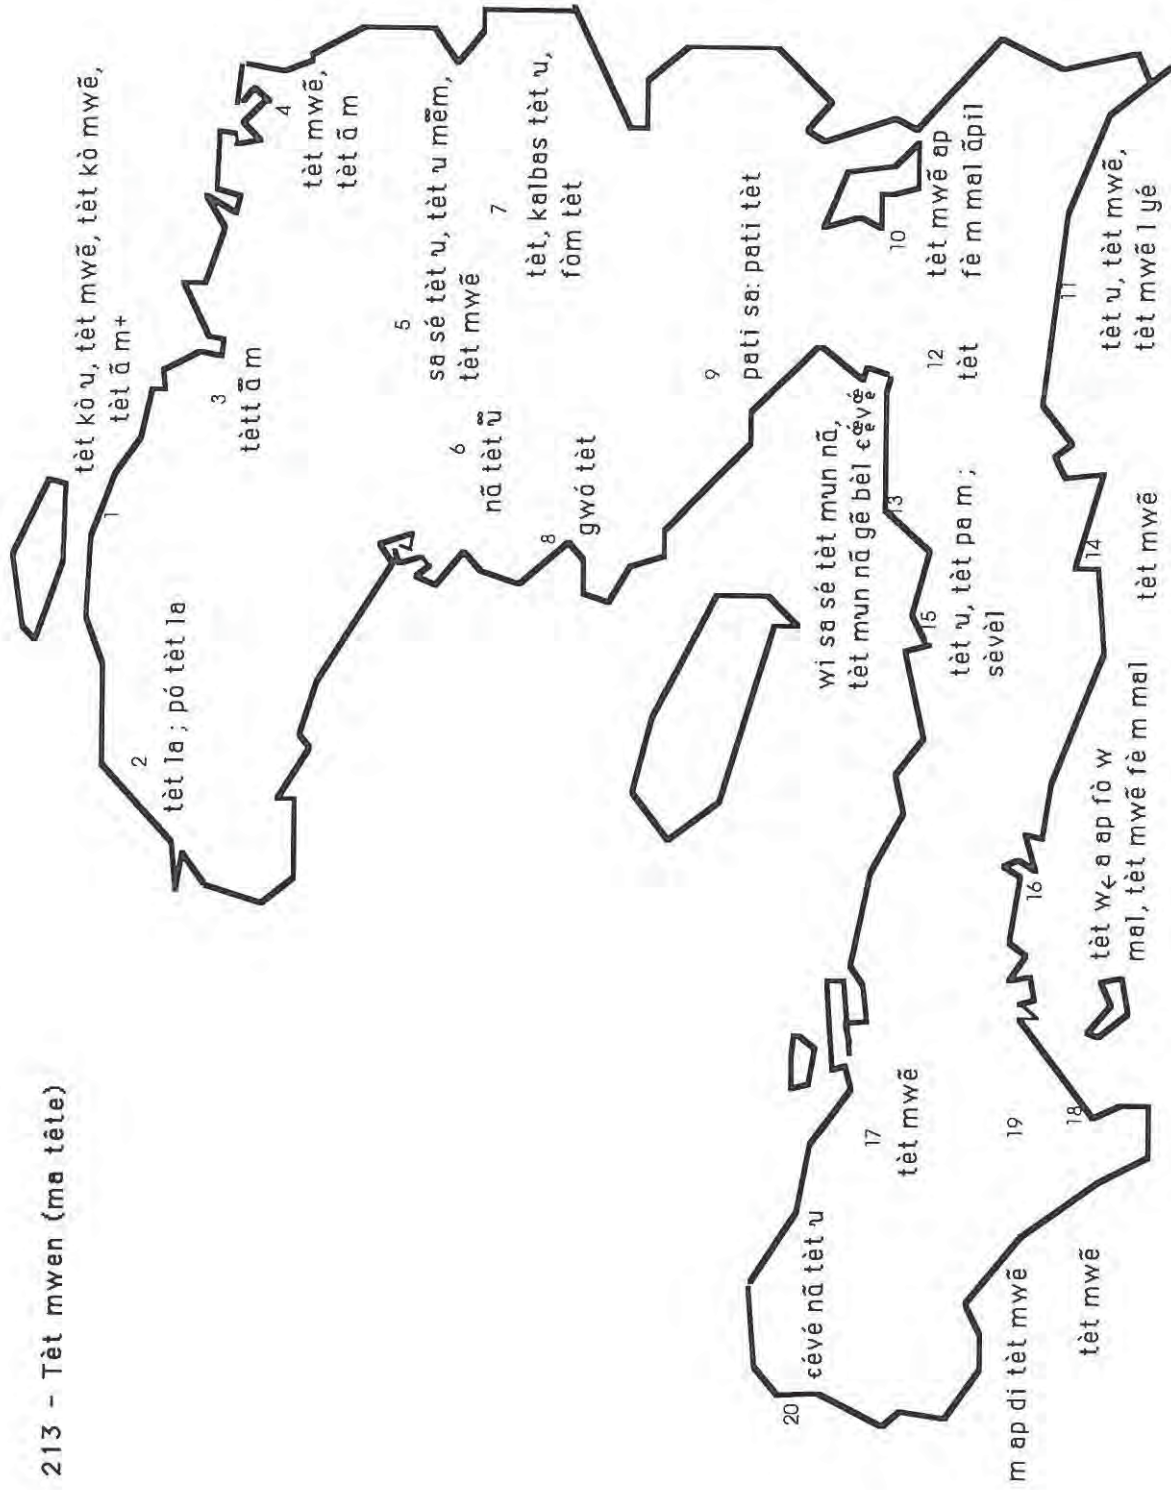 213 - Tèt mwen (ma tête)
1
tèt kò u, tèt mwẽ, tèt kò mwẽ,
tèt ã m+
2
tèt la ; pó tèt la
3
tètt ã m
4
tèt mwẽ,
tèt ã m
5
sa sé tèt u, tèt u mẽm,
tèt mwẽ
6
nã tèt ũ
7
tèt, kalbas tèt u,
fòm tèt
8
gwó tèt
9
pati sa: pati tèt
10
tèt mwẽ ap
fè m mal ãpil
11
tèt u, tèt mwẽ,
tèt mwẽ l yé
12
tèt
13
wi sa sé tèt mun nã,
tèt mun nã gẽ bèl
14
tèt mwẽ
15
tèt u, tèt pa m ;
sèvèl
16
tèt w← a ap fò w
mal, tèt mwẽ fè m mal
17
tèt mwẽ
18
tèt mwẽ
19
m ap di tèt mwẽ
20
cévé nã tèt u